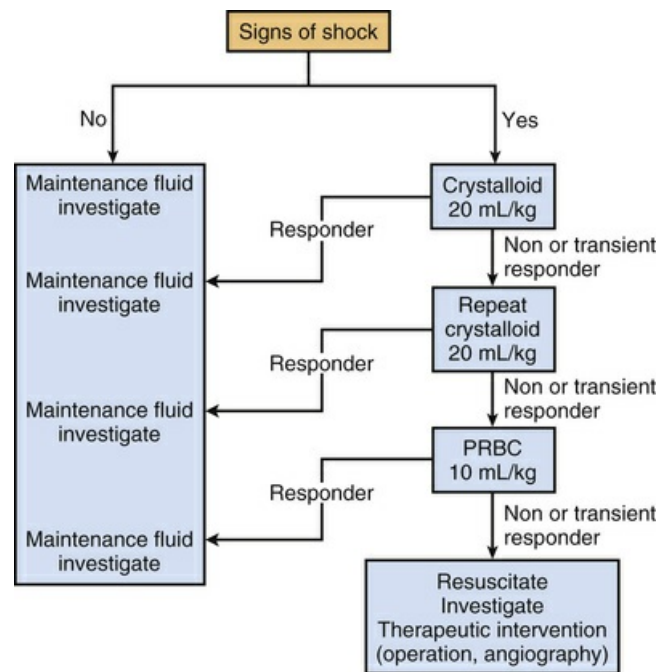 Signs of shock
No
Yes
Maintenance fluid
investigate
Crystalloid
20 mL/kg
Responder
Non or transient
responder
Maintenance fluid
investigate
Repeat
crystalloid
20 mL/kg
Responder
Non or transient
responder
Maintenance fluid
investigate
PRBC
10 mL/kg
Responder
Non or transient
responder
Maintenance fluid
investigate
Resuscitate
Investigate
Therapeutic intervention
(operation, angiography)